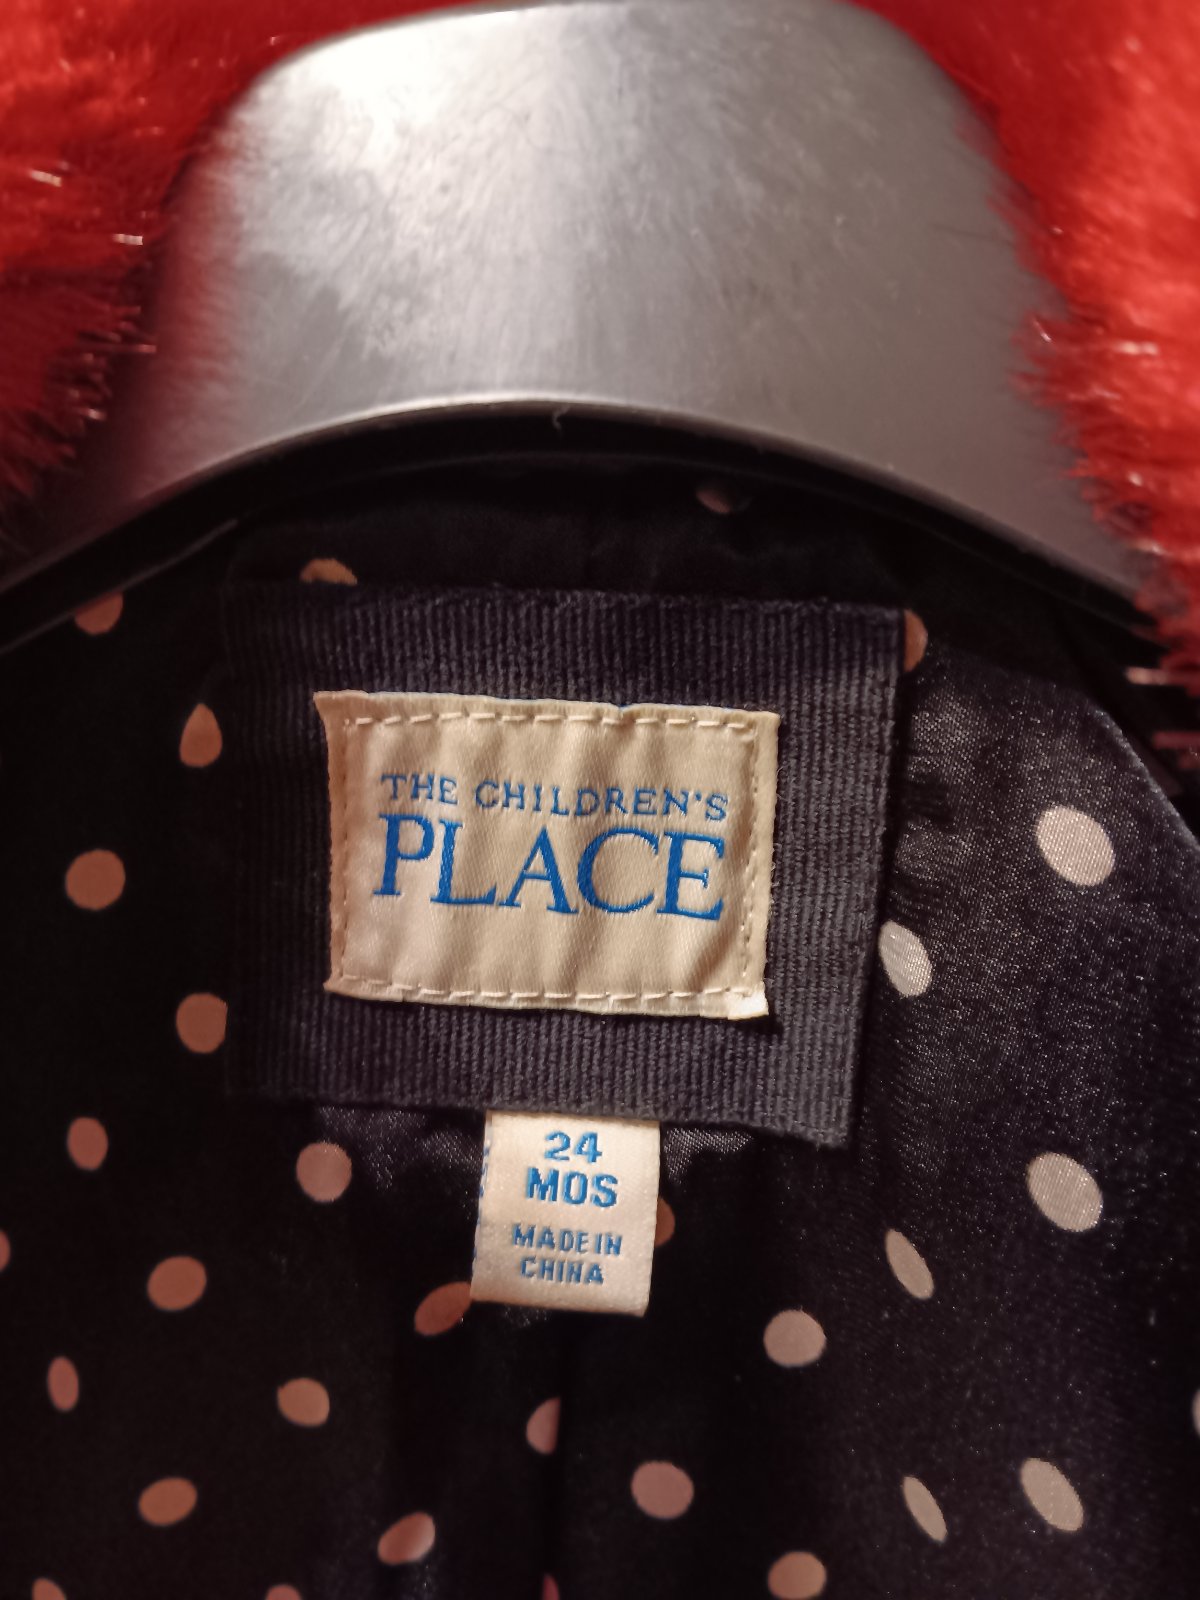 THE CHILDREN'S
PLACE
24
MOS
MADE IN
CHINA